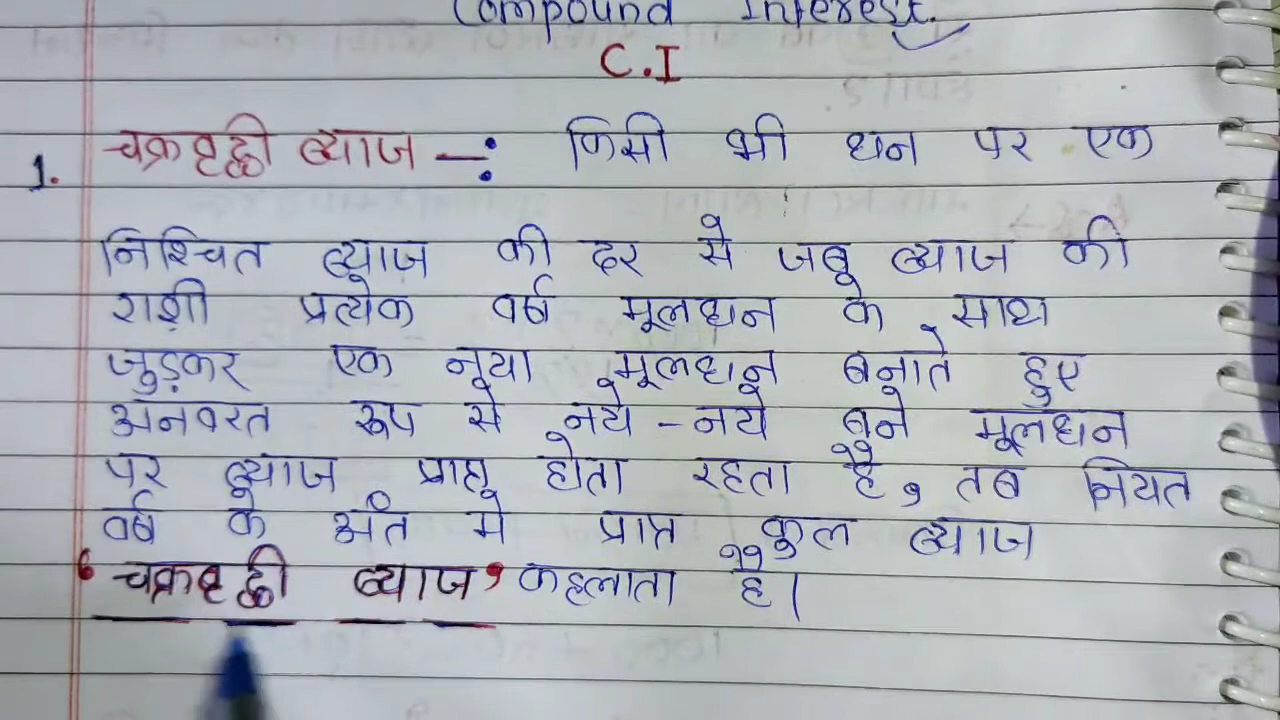 Compound Interest.
C.I
1. चक्रवृद्धी ब्याज -: किसी भी धन पर एक
निश्चित ब्याज की दर से जब ब्याज की
राशी प्रत्येक वर्ष मूलधन के साथ
जुड़कर एक नया मूलधन बनाते हुए
अनवरत रूप से नये - नये बने मूलधन
पर ब्याज प्राप्त होता रहता है, तब नियत
वर्ष के अंत मे प्राप्त कुल ब्याज
‘चक्रवृद्धी ब्याज’ कहलाता है।